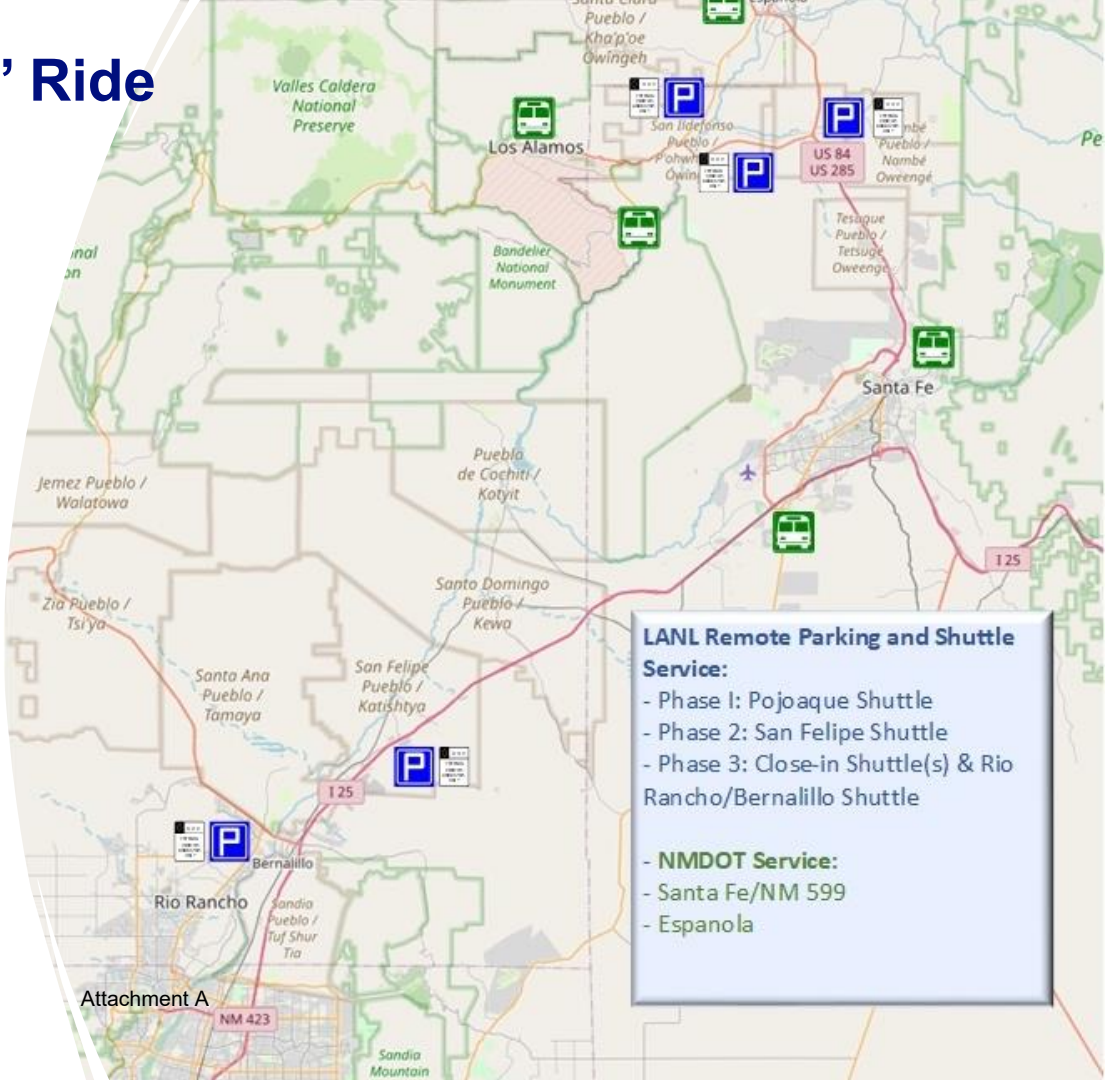 ’ Ride
Pueblo /
Kha'p'oe
Owingeh
Valles Caldera
National
Preserve
P
San Ildefonso
Pueblo /
P
Los Alamos
P
US 84
US 285
Pueblo /
Nambé
Oweengé
Pe
Tesuque
Pueblo /
Tetsugé
Oweengé
Bandelier
National
Monument
Santa Fe
Pueblo
de Cochiti /
Kotyit
Jemez Pueblo /
Walatowa
I 25
Santo Domingo
Pueblo /
Kewa
Zia Pueblo /
Tsi'ya
San Felipe
Pueblo /
Katishtya
Santa Ana
Pueblo /
Tamaya
P
I 25
P
Bernalillo
Rio Rancho
Sandia
Pueblo /
Tuf Shur
Tia
LANL Remote Parking and Shuttle
Service:
- Phase I: Pojoaque Shuttle
- Phase 2: San Felipe Shuttle
- Phase 3: Close-in Shuttle(s) & Rio
Rancho/Bernalillo Shuttle
- NMDOT Service:
- Santa Fe/NM 599
- Espanola
Attachment A
NM 423
Sandia
Mountain